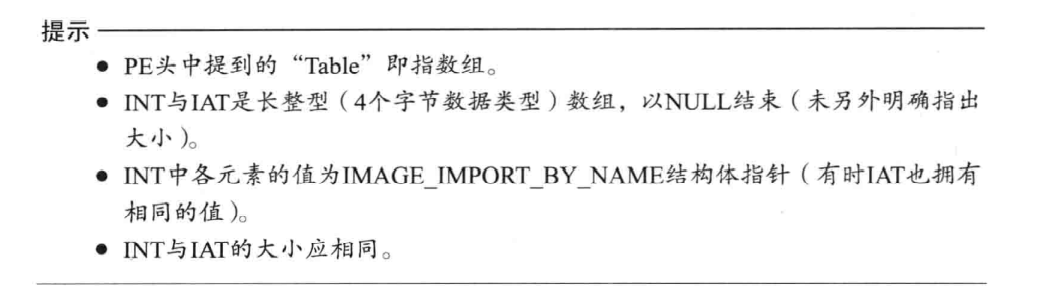 提示
● PE头中提到的“Table”即指数组。
● INT与IAT是长整型（4个字节数据类型）数组，以NULL结束（未另外明确指出
大小）。
● INT中各元素的值为IMAGE_IMPORT_BY_NAME结构体指针（有时IAT也拥有
相同的值）。
● INT与IAT的大小应相同。